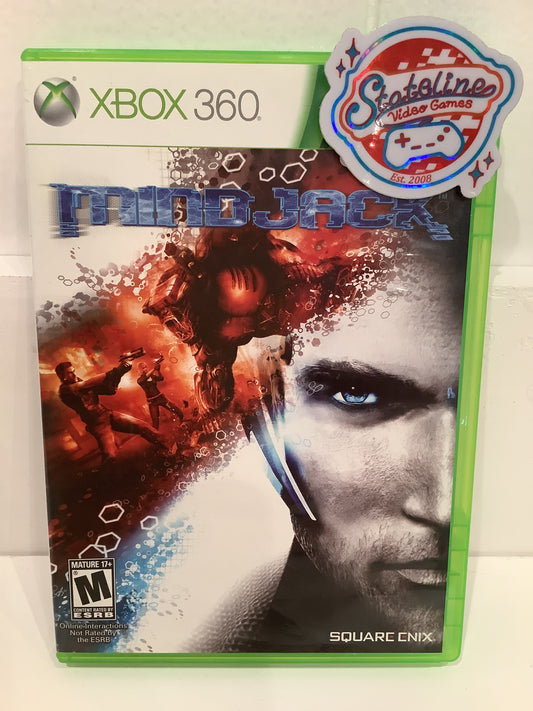 XBOX 360
Stateline
Video Games
Est. 2008
MINDJACK
TM
MATURE 17+
M
CONTENT RATED BY
ESRB
Online Interactions
Not Rated by
the ESRB
SQUARE ENIX